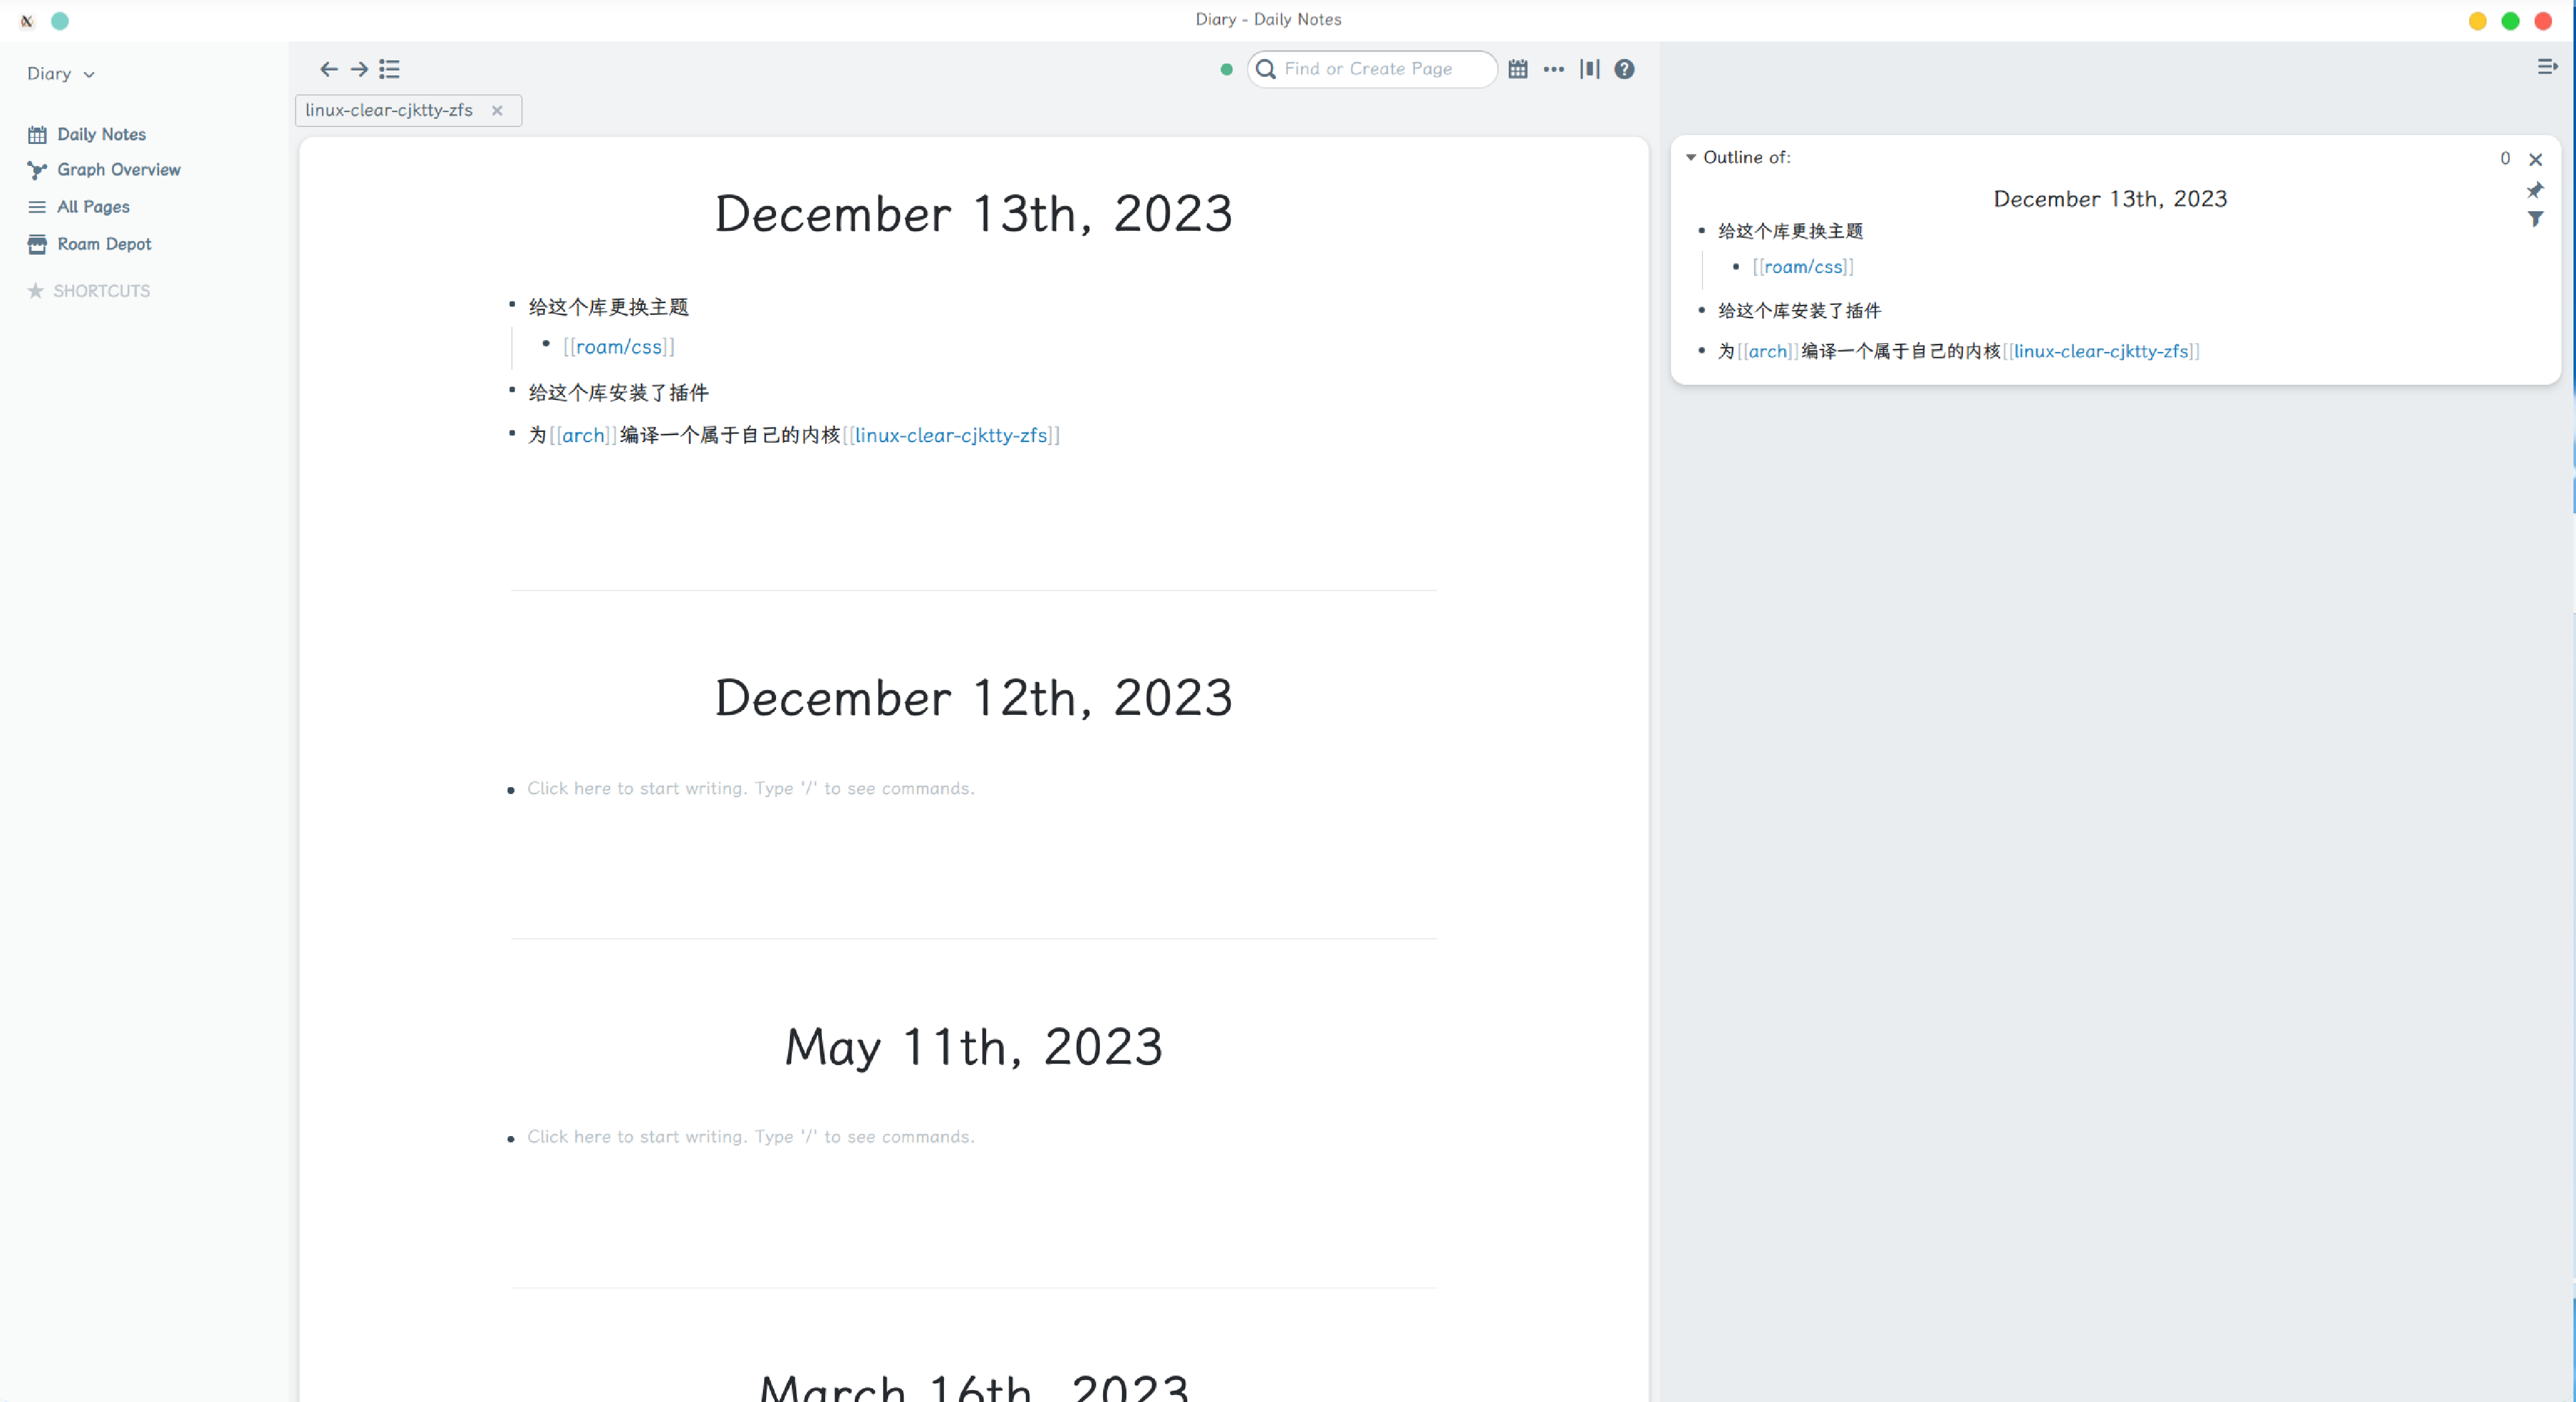 Diary - Daily Notes
Diary
Daily Notes
Graph Overview
All Pages
Roam Depot
SHORTCUTS
Find or Create Page
linux-clear-cjktty-zfs
December 13th, 2023
给这个库更换主题
[[roam/css]]
给这个库安装了插件
为[[arch]]编译一个属于自己的内核[[linux-clear-cjktty-zfs]]
December 12th, 2023
Click here to start writing. Type '/' to see commands.
May 11th, 2023
Click here to start writing. Type '/' to see commands.
March 16th, 2023
Outline of:
0
December 13th, 2023
给这个库更换主题
[[roam/css]]
给这个库安装了插件
为[[arch]]编译一个属于自己的内核[[linux-clear-cjktty-zfs]]